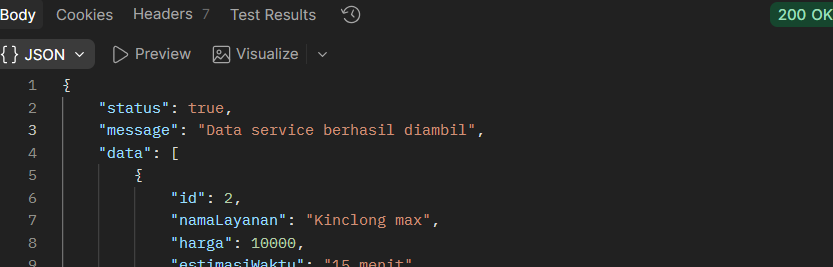 Body Cookies Headers 7 Test Results 200 OK
{ } JSON Preview Visualize
1 {
2 "status": true,
3 "message": "Data service berhasil diambil",
4 "data": [
5 {
6 "id": 2,
7 "namaLayanan": "Kinclong max",
8 "harga": 10000,
9 "estimasiWaktu": "15 menit"